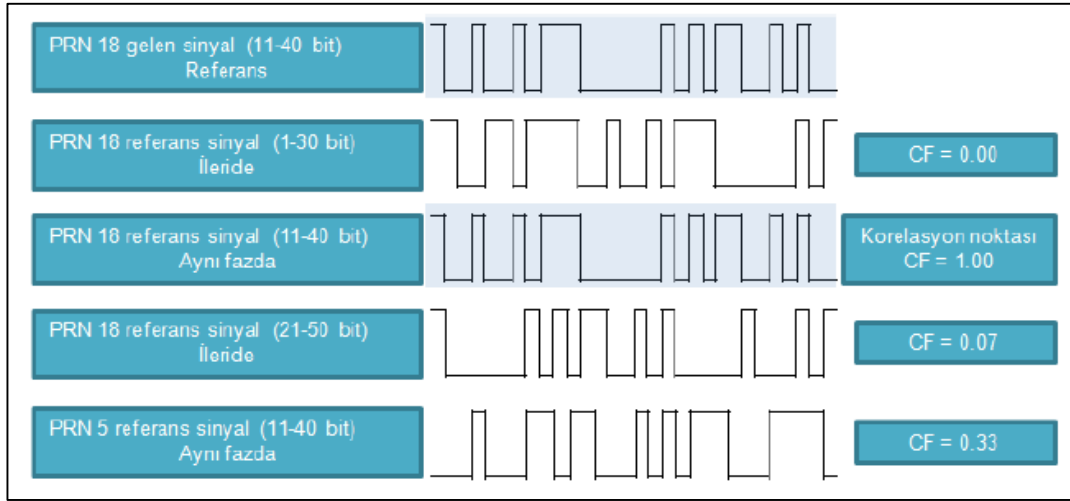 PRN 18 gelen sinyal (11-40 bit)
Referans
PRN 18 referans sinyal (1-30 bit)
İleride
CF = 0.00
PRN 18 referans sinyal (11-40 bit)
Aynı fazda
Korelasyon noktası
CF = 1.00
PRN 18 referans sinyal (21-50 bit)
İleride
CF = 0.07
PRN 5 referans sinyal (11-40 bit)
Aynı fazda
CF = 0.33